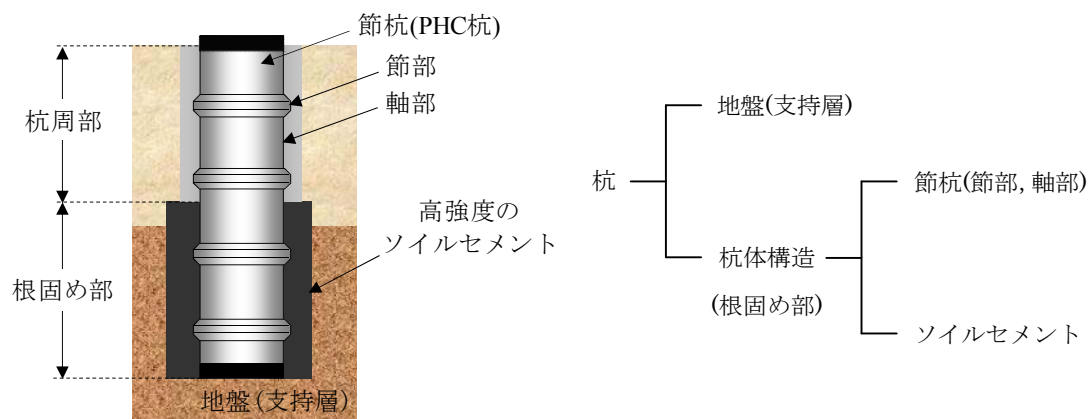 節杭(PHC杭)
節部
軸部
杭周部
高強度の
ソイルセメント
根固め部
地盤(支持層)
杭
地盤(支持層)
杭体構造
(根固め部)
節杭(節部, 軸部)
ソイルセメント